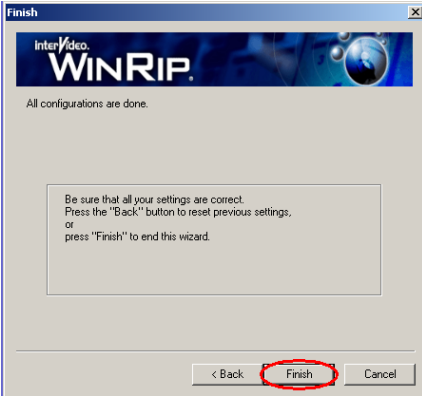 Finish
InterVideo.
WINRIP.
All configurations are done.
Be sure that all your settings are correct.
Press the "Back" button to reset previous settings,
or
press "Finish" to end this wizard.
< Back
Finish
Cancel